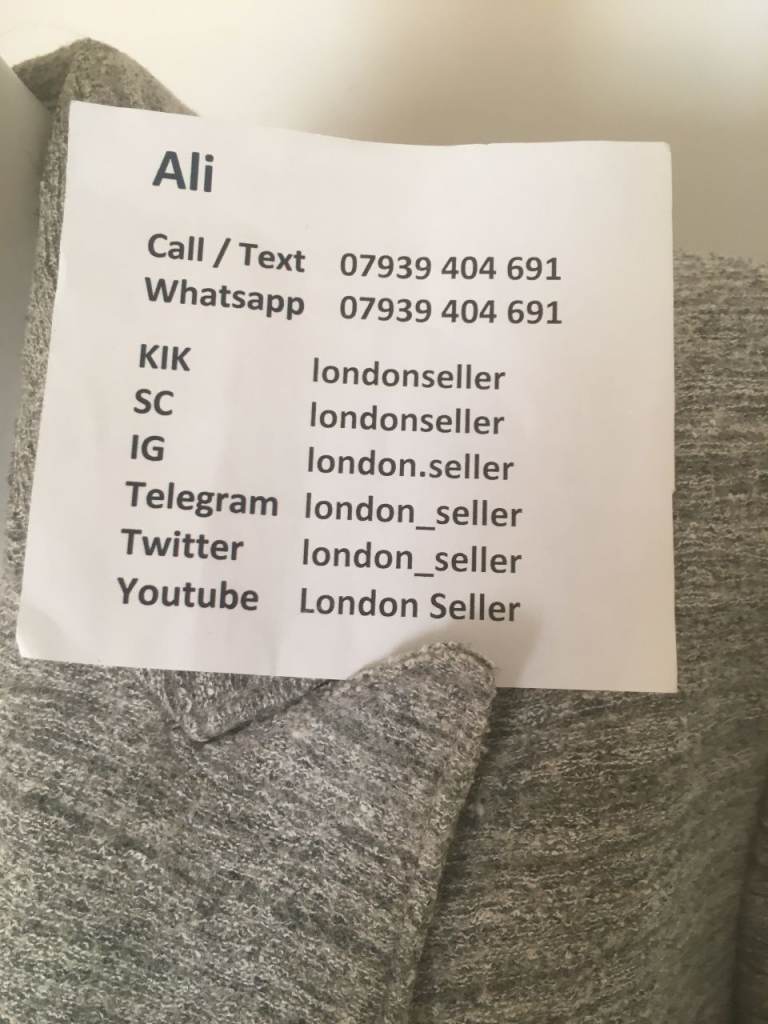 Ali
Call / Text 07939 404 691
Whatsapp 07939 404 691
KIK londonseller
SC londonseller
IG london.seller
Telegram london_seller
Twitter london_seller
Youtube London Seller